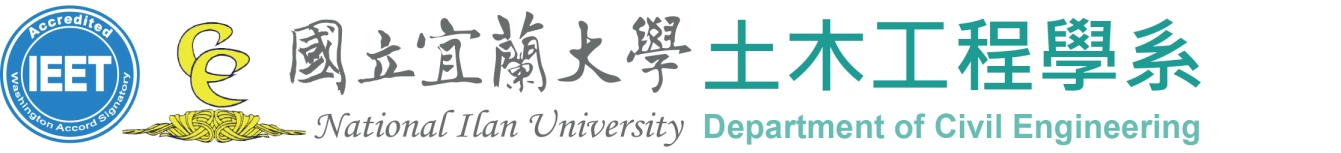 Accredited
IEET
Washington Accord Signatory
CE
國立宜蘭大學
National Ilan University
土木工程學系
Department of Civil Engineering